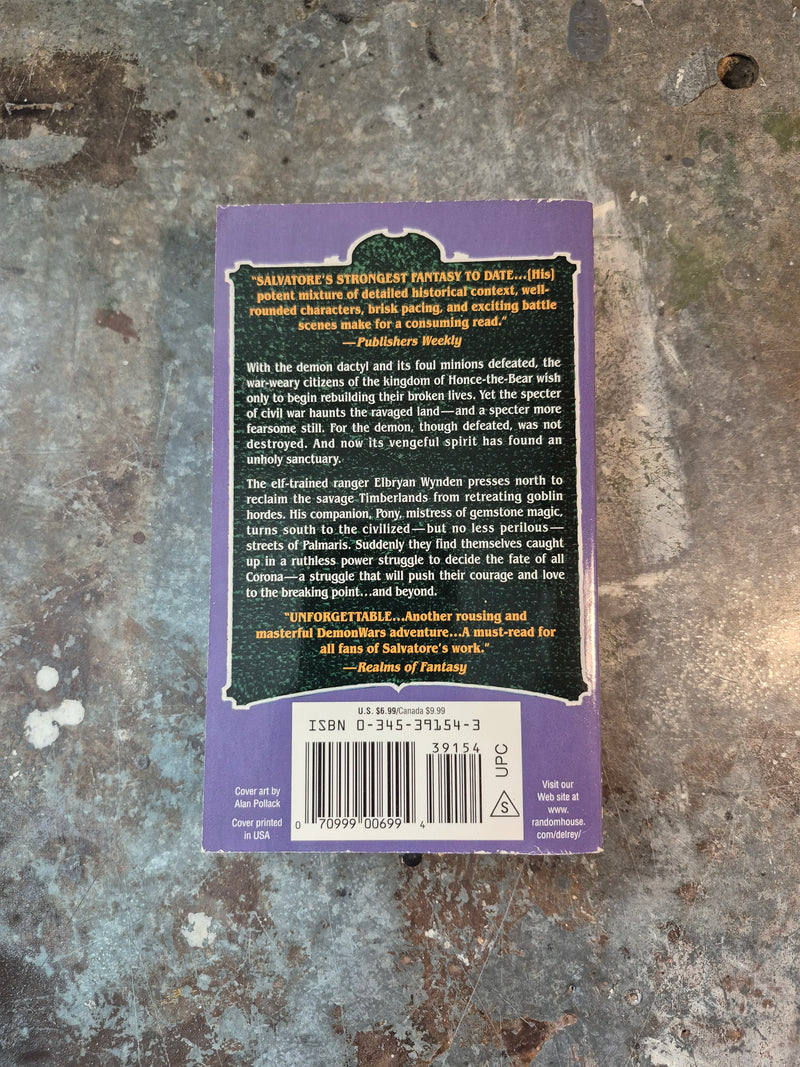 "SALVATORE'S STRONGEST FANTASY TO DATE...[His]
potent mixture of detailed historical context, well-
rounded characters, brisk pacing, and exciting battle
scenes make for a consuming read."
—Publishers Weekly
With the demon dactyl and its foul minions defeated, the
war-weary citizens of the kingdom of Honce-the-Bear wish
only to begin rebuilding their broken lives. Yet the specter
of civil war haunts the ravaged land—and a specter more
fearsome still. For the demon, though defeated, was not
destroyed. And now its vengeful spirit has found an
unholy sanctuary.
The elf-trained ranger Elbryan Wynden presses north to
reclaim the savage Timberlands from retreating goblin
hordes. His companion, Pony, mistress of gemstone magic,
turns south to the civilized—but no less perilous—
streets of Palmaris. Suddenly they find themselves caught
up in a ruthless power struggle to decide the fate of all
Corona—a struggle that will push their courage and love
to the breaking point...and beyond.
"UNFORGETTABLE...Another rousing and
masterful DemonWars adventure...A must-read for
all fans of Salvatore's work."
—Realms of Fantasy
U.S. $6.99/Canada $9.99
ISBN 0-345-39154-3
39154
UPC
S
0 70999 00699 4
Cover art by
Alan Pollack
Cover printed
in USA
Visit our
Web site at
www.
randomhouse.
com/delrey/